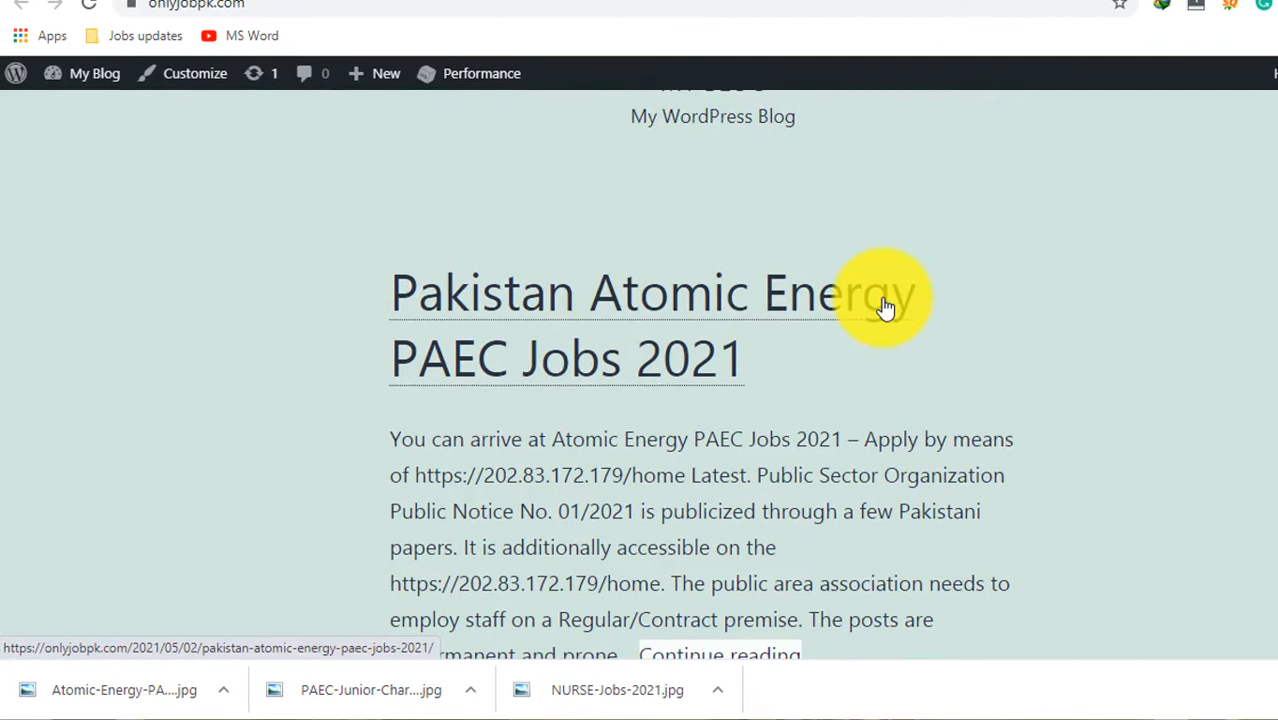 onlyjobpk.com
Apps Jobs updates MS Word
My Blog Customize 1 0 New Performance
My WordPress Blog
Pakistan Atomic Energy
PAEC Jobs 2021
You can arrive at Atomic Energy PAEC Jobs 2021 – Apply by means
of https://202.83.172.179/home Latest. Public Sector Organization
Public Notice No. 01/2021 is publicized through a few Pakistani
papers. It is additionally accessible on the
https://202.83.172.179/home. The public area association needs to
employ staff on a Regular/Contract premise. The posts are
and prone... Continue reading
https://onlyjobpk.com/2021/05/02/pakistan-atomic-energy-paec-jobs-2021/
Atomic-Energy-PA....jpg PAEC-Junior-Char....jpg NURSE-Jobs-2021.jpg